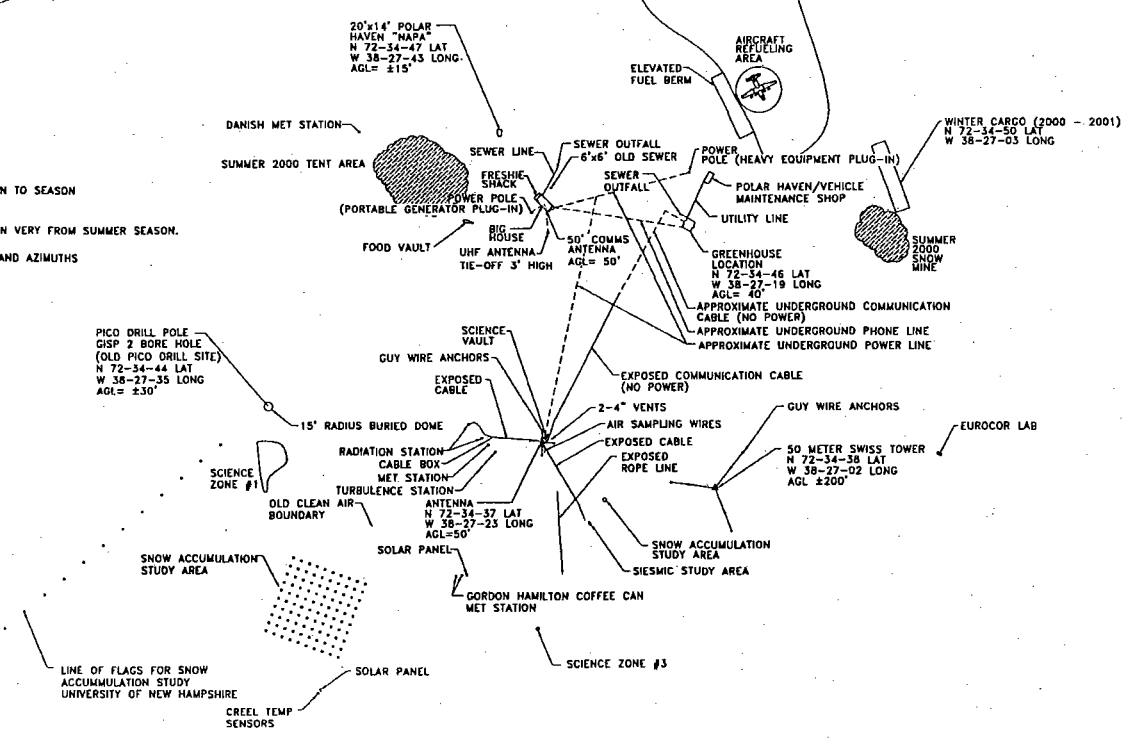 20'x14' POLAR
HAVEN "NAPA"
N 72-34-47 LAT
W 38-27-43 LONG.
AGL= ±15'
AIRCRAFT
REFUELING
AREA
ELEVATED
FUEL BERM
WINTER CARGO (2000 - 2001)
N 72-34-50 LAT
W 38-27-03 LONG
DANISH MET STATION
SUMMER 2000 TENT AREA
SEWER LINE
SEWER OUTFALL
6'x6' OLD SEWER
POWER
POLE (HEAVY EQUIPMENT PLUG-IN)
FRESHIE
SHACK
SEWER
OUTFALL
POLAR HAVEN/VEHICLE
MAINTENANCE SHOP
N TO SEASON
POWER POLE
(PORTABLE GENERATOR PLUG-IN)
UTILITY LINE
N VERY FROM SUMMER SEASON.
BIG
HOUSE
FOOD VAULT
UHF ANTENNA
TIE-OFF 3' HIGH
50' COMMS
ANTENNA
AGL= 50'
GREENHOUSE
LOCATION
N 72-34-46 LAT
W 38-27-19 LONG
AGL= 40'
SUMMER
2000
SNOW
MINE
AND AZIMUTHS
APPROXIMATE UNDERGROUND COMMUNICATION
CABLE (NO POWER)
APPROXIMATE UNDERGROUND PHONE LINE
APPROXIMATE UNDERGROUND POWER LINE
PICO DRILL POLE
GISP 2 BORE HOLE
(OLD PICO DRILL SITE)
N 72-34-44 LAT
W 38-27-35 LONG
AGL= ±30'
SCIENCE
VAULT
GUY WIRE ANCHORS
EXPOSED
CABLE
EXPOSED COMMUNICATION CABLE
(NO POWER)
2-4" VENTS
GUY WIRE ANCHORS
15' RADIUS BURIED DOME
AIR SAMPLING WIRES
EUROCOR LAB
EXPOSED CABLE
RADIATION STATION
EXPOSED
ROPE LINE
50 METER SWISS TOWER
N 72-34-38 LAT
W 38-27-02 LONG
AGL ±200'
CABLE BOX
MET STATION
TURBULENCE STATION
SCIENCE
ZONE #1
OLD CLEAN AIR
BOUNDARY
ANTENNA
N 72-34-37 LAT
W 38-27-23 LONG
AGL=50'
SNOW ACCUMULATION
STUDY AREA
SOLAR PANEL
SNOW ACCUMULATION
STUDY AREA
SIESMIC STUDY AREA
GORDON HAMILTON COFFEE CAN
MET STATION
SCIENCE ZONE #3
LINE OF FLAGS FOR SNOW
ACCUMMULATION STUDY
UNIVERSITY OF NEW HAMPSHIRE
SOLAR PANEL
CREEL TEMP
SENSORS